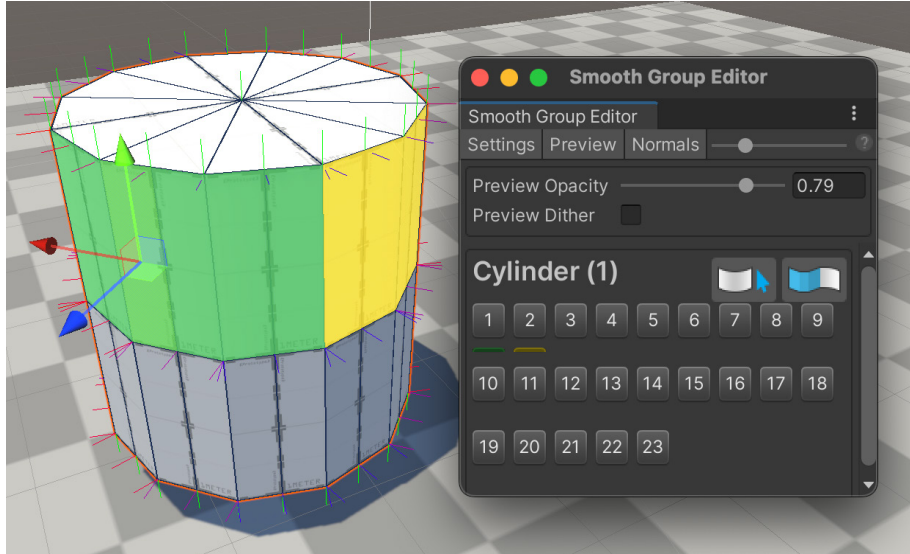 Smooth Group Editor
Smooth Group Editor
Settings Preview Normals ?
Preview Opacity 0.79
Preview Dither
Cylinder (1)
1 2 3 4 5 6 7 8 9
10 11 12 13 14 15 16 17 18
19 20 21 22 23
1METER